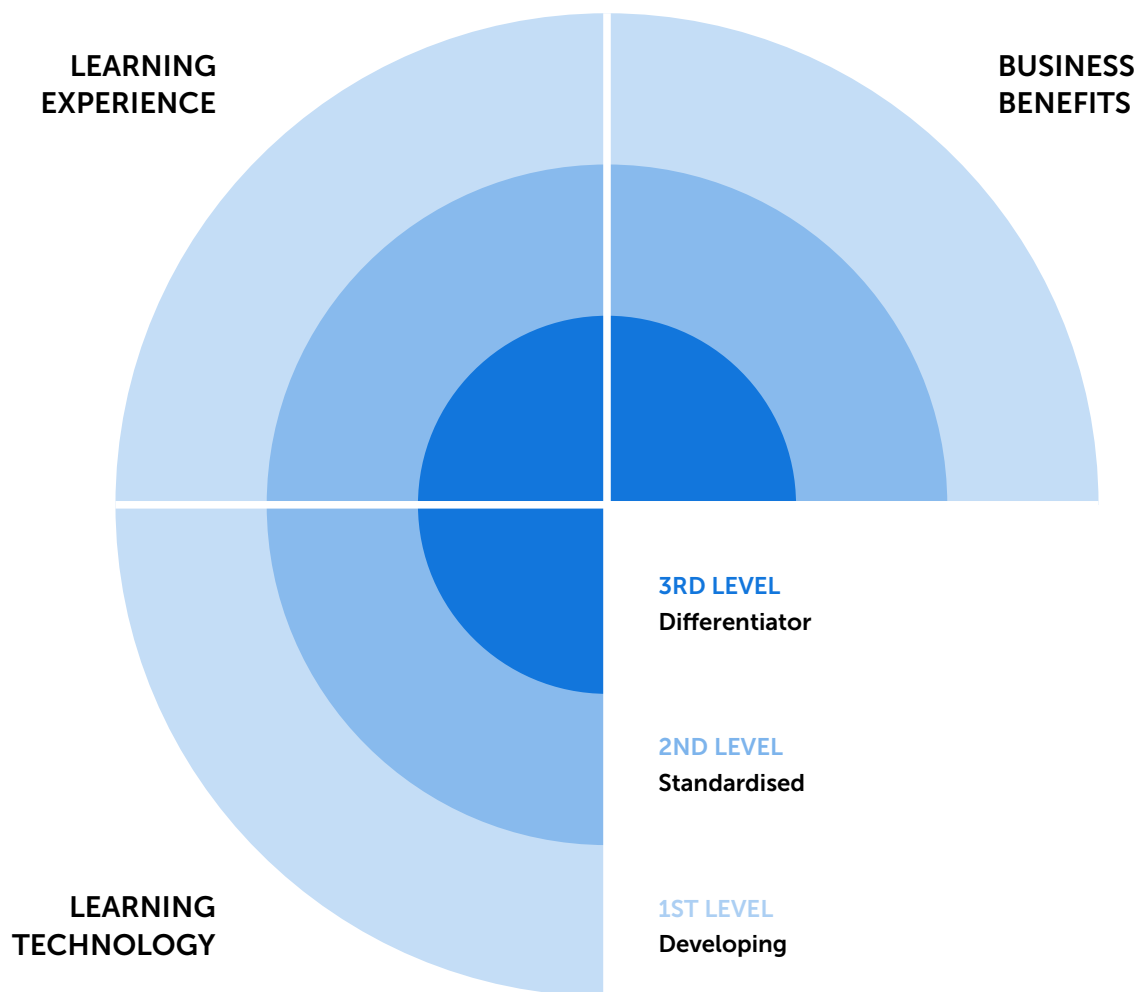 LEARNING
EXPERIENCE
BUSINESS
BENEFITS
3RD LEVEL
Differentiator
2ND LEVEL
Standardised
1ST LEVEL
Developing
LEARNING
TECHNOLOGY